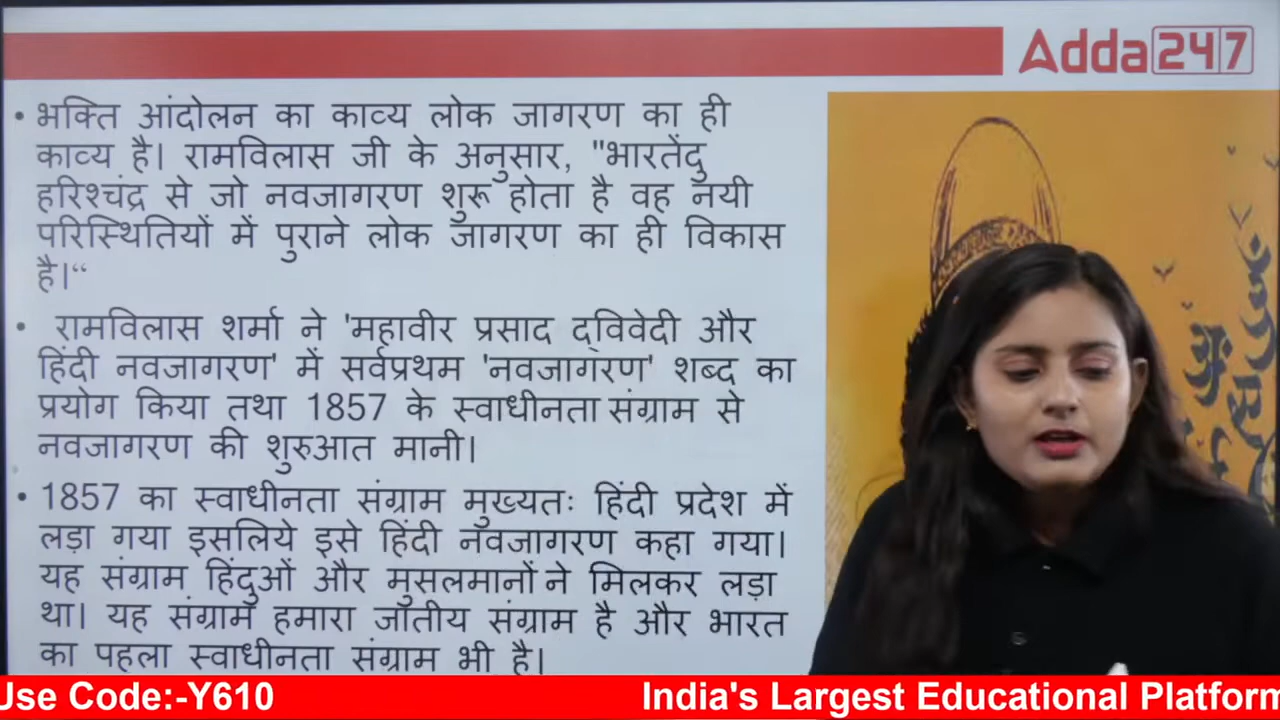 Adda247
• भक्ति आंदोलन का काव्य लोक जागरण का ही
काव्य है। रामविलास जी के अनुसार, "भारतेंदु
हरिश्चंद्र से जो नवजागरण शुरू होता है वह नयी
परिस्थितियों में पुराने लोक जागरण का ही विकास
है।“
• रामविलास शर्मा ने 'महावीर प्रसाद द्विवेदी और
हिंदी नवजागरण' में सर्वप्रथम 'नवजागरण' शब्द का
प्रयोग किया तथा 1857 के स्वाधीनता संग्राम से
नवजागरण की शुरुआत मानी।
• 1857 का स्वाधीनता संग्राम मुख्यतः हिंदी प्रदेश में
लड़ा गया इसलिये इसे हिंदी नवजागरण कहा गया।
यह संग्राम हिंदुओं और मुसलमानों ने मिलकर लड़ा
था। यह संग्राम हमारा जातीय संग्राम है और भारत
का पहला स्वाधीनता संग्राम भी है।
Use Code:-Y610
India's Largest Educational Platform